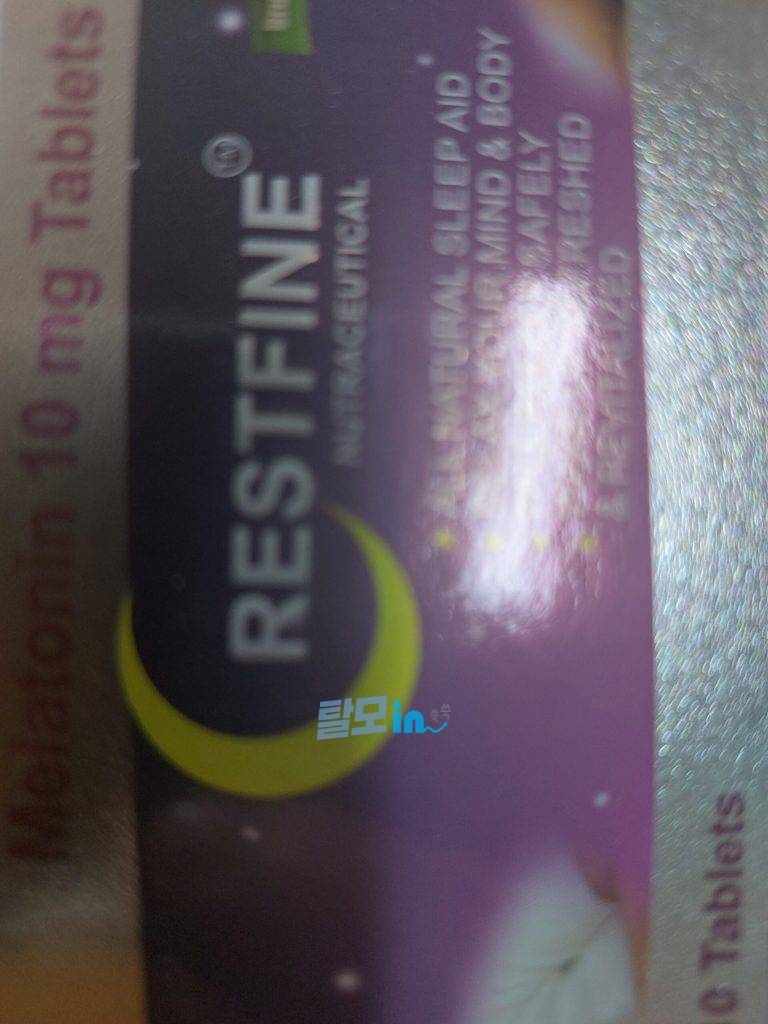 Melatonin 10 mg Tablets
RESTFINE
NUTRACEUTICAL
ALL NATURAL SLEEP AID
YOUR MIND & BODY
SAFELY
& REVITALIZED
0 Tablets
탈모in